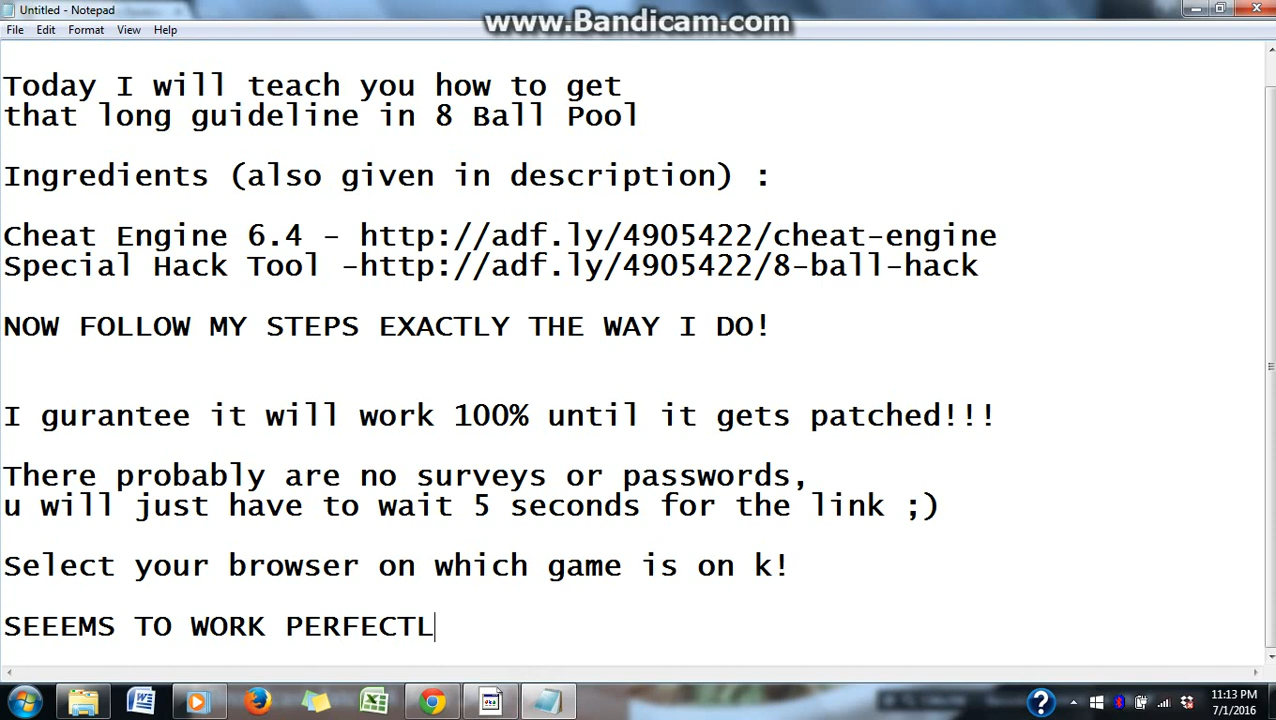 Untitled - Notepad
www.Bandicam.com
File Edit Format View Help
Today I will teach you how to get
that long guideline in 8 Ball Pool
Ingredients (also given in description) :
Cheat Engine 6.4 - http://adf.ly/4905422/cheat-engine
Special Hack Tool -http://adf.ly/4905422/8-ball-hack
NOW FOLLOW MY STEPS EXACTLY THE WAY I DO!
I gurantee it will work 100% until it gets patched!!!
There probably are no surveys or passwords,
u will just have to wait 5 seconds for the link ;)
Select your browser on which game is on k!
SEEEMS TO WORK PERFECTL
11:13 PM
7/1/2016